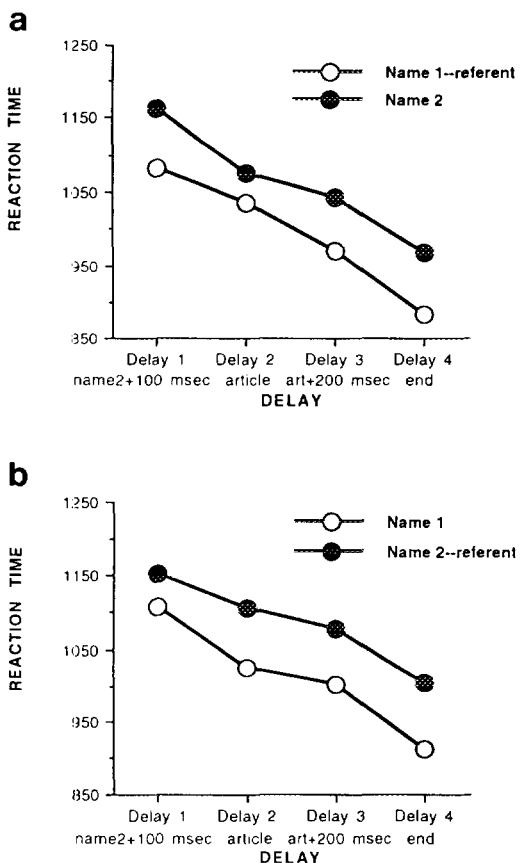 a
1250
1150
1050
950
850
REACTION TIME
Name 1--referent
Name 2
Delay 1 Delay 2 Delay 3 Delay 4
name2+100 msec article art+200 msec end
DELAY
b
1250
1150
1050
950
850
REACTION TIME
Name 1
Name 2--referent
Delay 1 Delay 2 Delay 3 Delay 4
name2+100 msec article art+200 msec end
DELAY